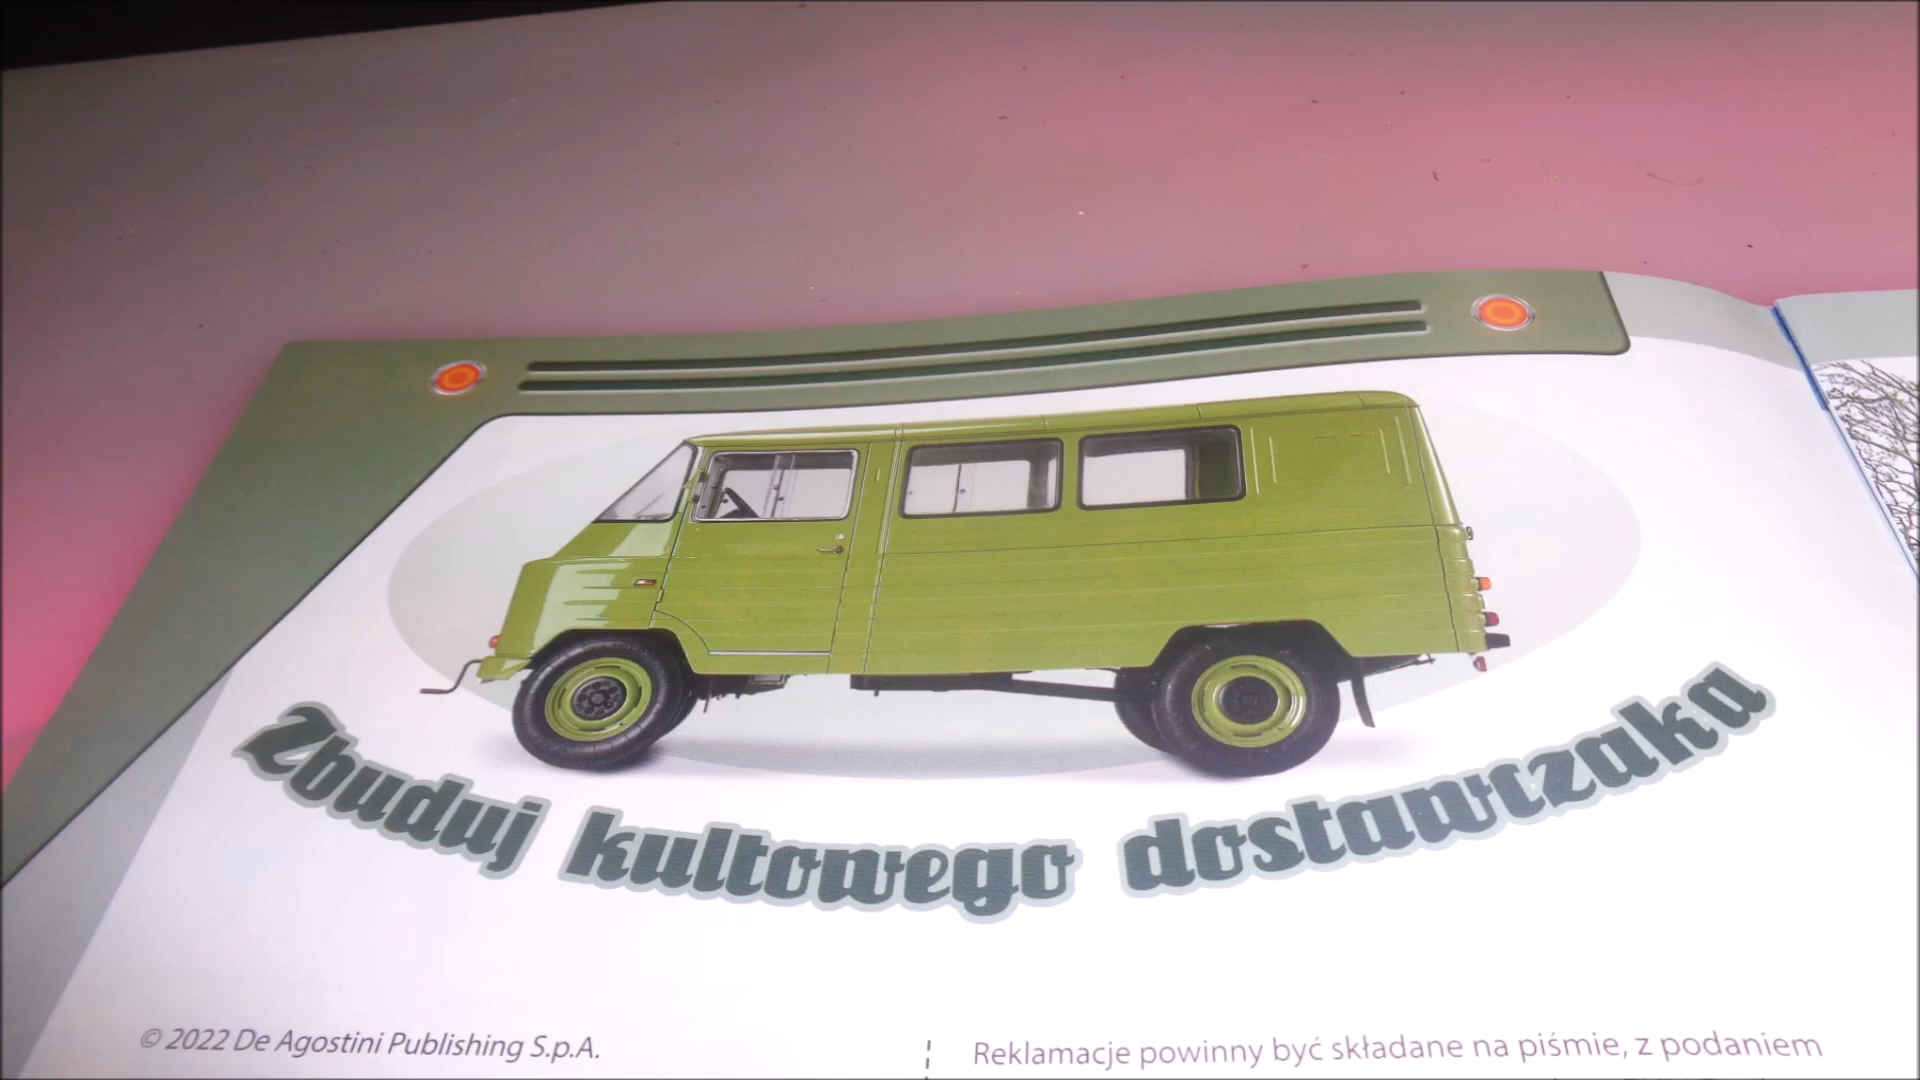 Zbuduj kultowego dostawczaka
© 2022 De Agostini Publishing S.p.A.
Reklamacje powinny być składane na piśmie, z podaniem